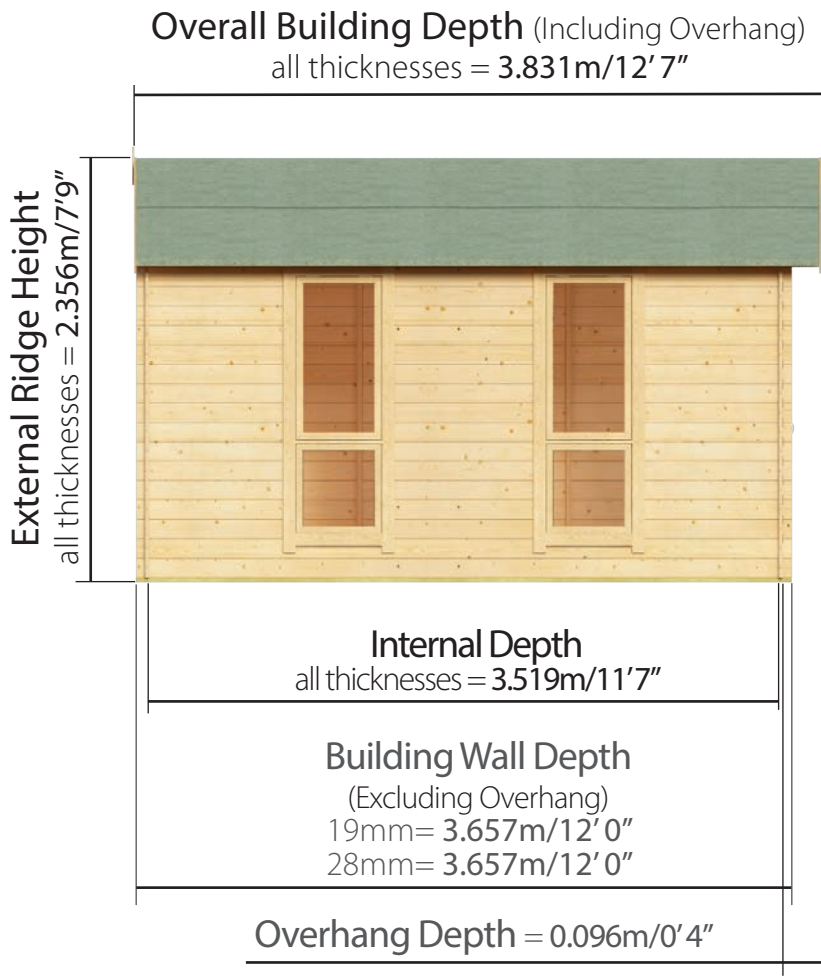 Overall Building Depth (Including Overhang)
all thicknesses = 3.831m/12’ 7”
External Ridge Height
all thicknesses = 2.356m/7’9”
Internal Depth
all thicknesses = 3.519m/11’7”
Building Wall Depth
(Excluding Overhang)
19mm= 3.657m/12’ 0”
28mm= 3.657m/12’ 0”
Overhang Depth = 0.096m/0’ 4”